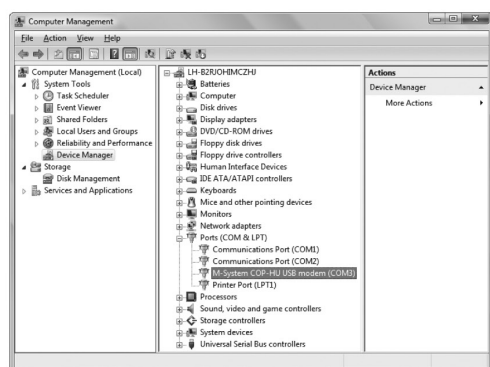 Computer Management
File Action View Help
Computer Management (Local)
System Tools
Task Scheduler
Event Viewer
Shared Folders
Local Users and Groups
Reliability and Performance
Device Manager
Storage
Disk Management
Services and Applications
LH-B2RJOHIMCZHJ
Batteries
Computer
Disk drives
Display adapters
DVD/CD-ROM drives
Floppy disk drives
Floppy drive controllers
Human Interface Devices
IDE ATA/ATAPI controllers
Keyboards
Mice and other pointing devices
Monitors
Network adapters
Ports (COM & LPT)
Communications Port (COM1)
Communications Port (COM2)
M-System COP-HU USB modem (COM3)
Printer Port (LPT1)
Processors
Sound, video and game controllers
Storage controllers
System devices
Universal Serial Bus controllers
Actions
Device Manager
More Actions